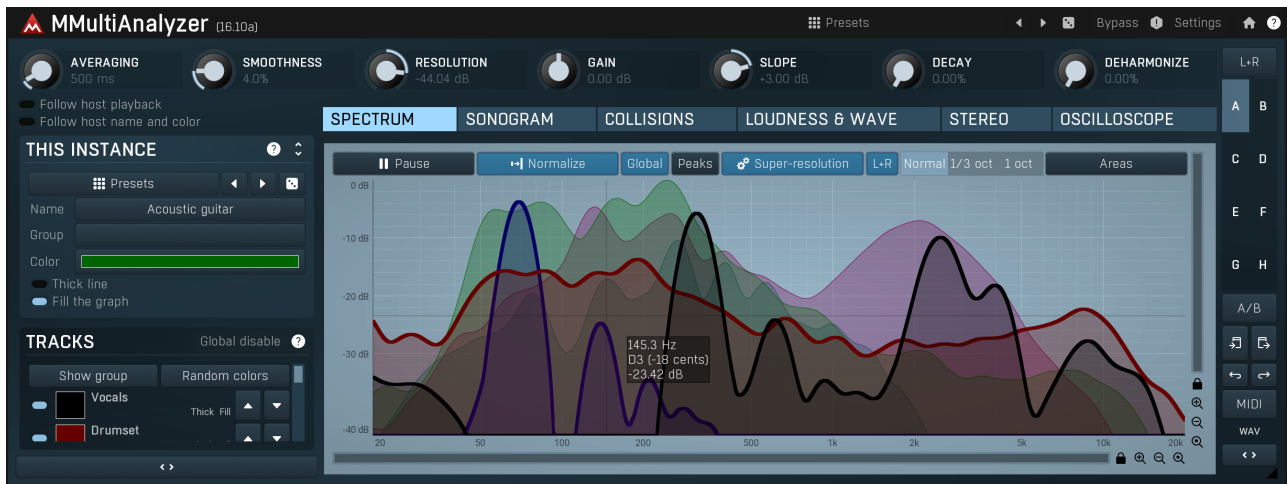 MMultiAnalyzer (16.10a)
Presets
Bypass
Settings
AVERAGING
500 ms
SMOOTHNESS
4.0%
RESOLUTION
-44.04 dB
GAIN
0.00 dB
SLOPE
+3.00 dB
DECAY
0.00%
DEHARMONIZE
0.00%
L+R
Follow host playback
Follow host name and color
SPECTRUM SONOGRAM COLLISIONS LOUDNESS & WAVE STEREO OSCILLOSCOPE
THIS INSTANCE ?
Presets
Name Acoustic guitar
Group
Color
Thick line
Fill the graph
TRACKS Global disable ?
Show group Random colors
Vocals
Thick Fill
Drumset
Pause Normalize Global Peaks Super-resolution L+R Normal 1/3 oct 1 oct Areas
0 dB
-10 dB
-20 dB
-30 dB
-40 dB
145.3 Hz
D3 (-18 cents)
-23.42 dB
20 50 100 200 500 1k 2k 5k 10k 20k
A B
C D
E F
G H
A/B
MIDI
WAV